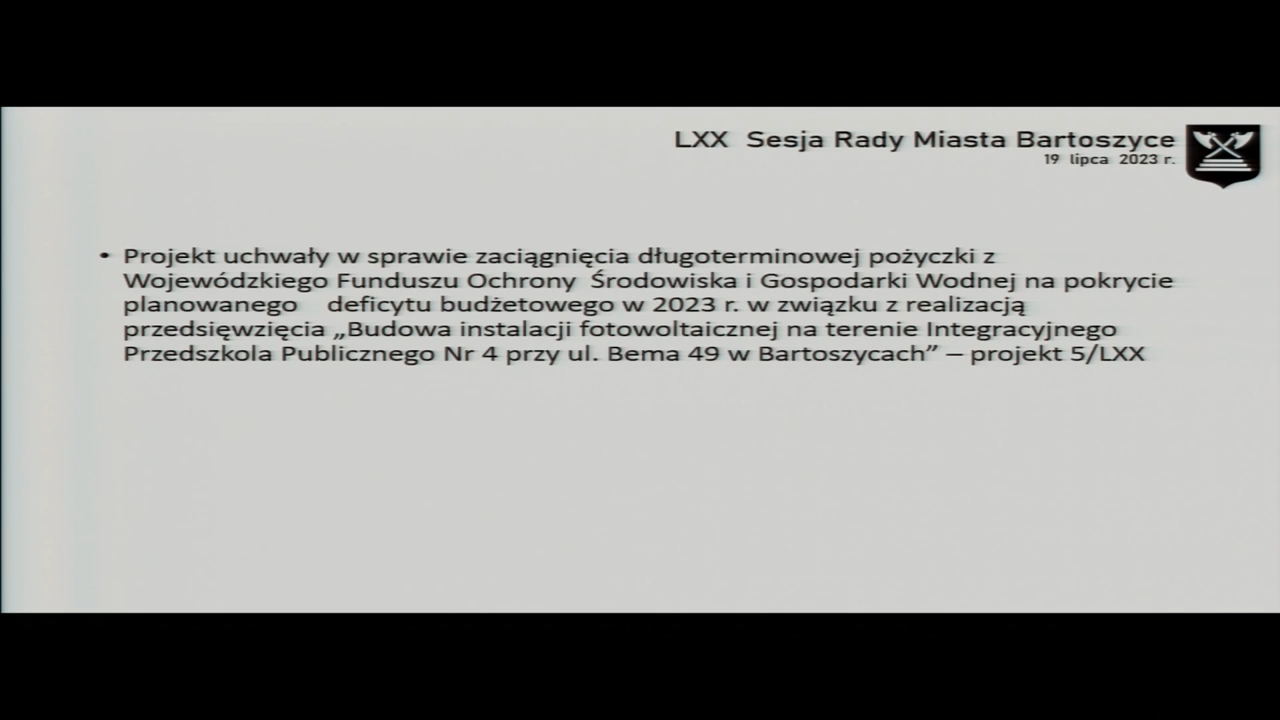 LXX Sesja Rady Miasta Bartoszyce
19 lipca 2023 r.
• Projekt uchwały w sprawie zaciągnięcia długoterminowej pożyczki z
Wojewódzkiego Funduszu Ochrony Środowiska i Gospodarki Wodnej na pokrycie
planowanego deficytu budżetowego w 2023 r. w związku z realizacją
przedsięwzięcia „Budowa instalacji fotowoltaicznej na terenie Integracyjnego
Przedszkola Publicznego Nr 4 przy ul. Bema 49 w Bartoszycach” – projekt 5/LXX